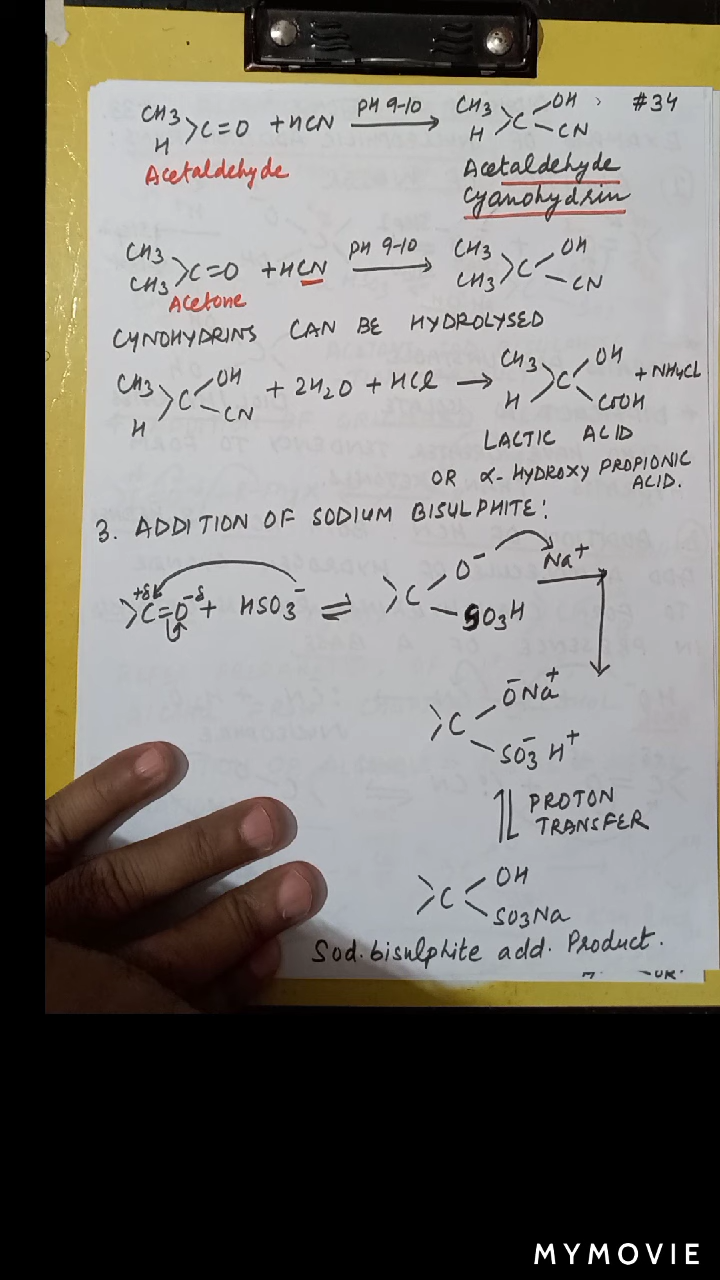 #34
CH3 H >C=O + HCN PH 9-10 → CH3 H >C OH CN
Acetaldehyde Acetaldehyde
Cyanohydrin
CH3 CH3 >C=O + HCN PH 9-10 → CH3 CH3 >C OH CN
Acetone
CYNOHYDRINS CAN BE HYDROLYSED
CH3 H >C OH CN + 2H2O + HCl → CH3 H >C OH COOH + NH4Cl
LACTIC ACID
OR α-HYDROXY PROPIONIC
ACID.
3. ADDITION OF SODIUM BISULPHITE:
>C=O +δ -δ + HSO3⁻ ⇌ >C O⁻ SO3H Na⁺
>C ŌNa⁺ SO3⁻ H⁺
⇌ PROTON
TRANSFER
>C OH SO3Na
Sod. bisulphite add. Product.
MYMOVIE